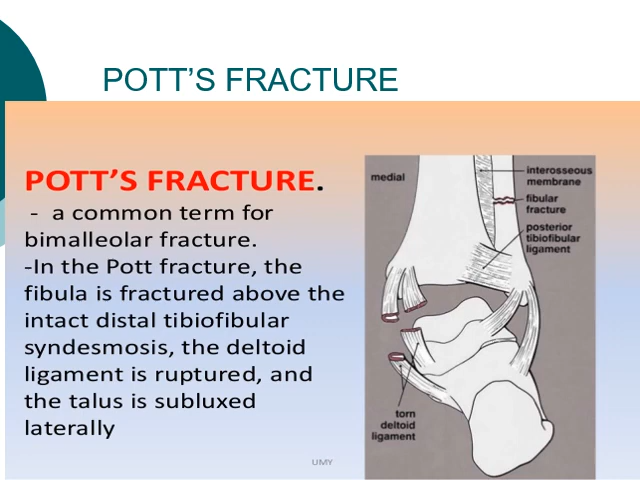 POTT’S FRACTURE
POTT’S FRACTURE.
- a common term for
bimalleolar fracture.
-In the Pott fracture, the
fibula is fractured above the
intact distal tibiofibular
syndesmosis, the deltoid
ligament is ruptured, and
the talus is subluxed
laterally
medial
interosseous
membrane
fibular
fracture
posterior
tibiofibular
ligament
torn
deltoid
ligament
UMY